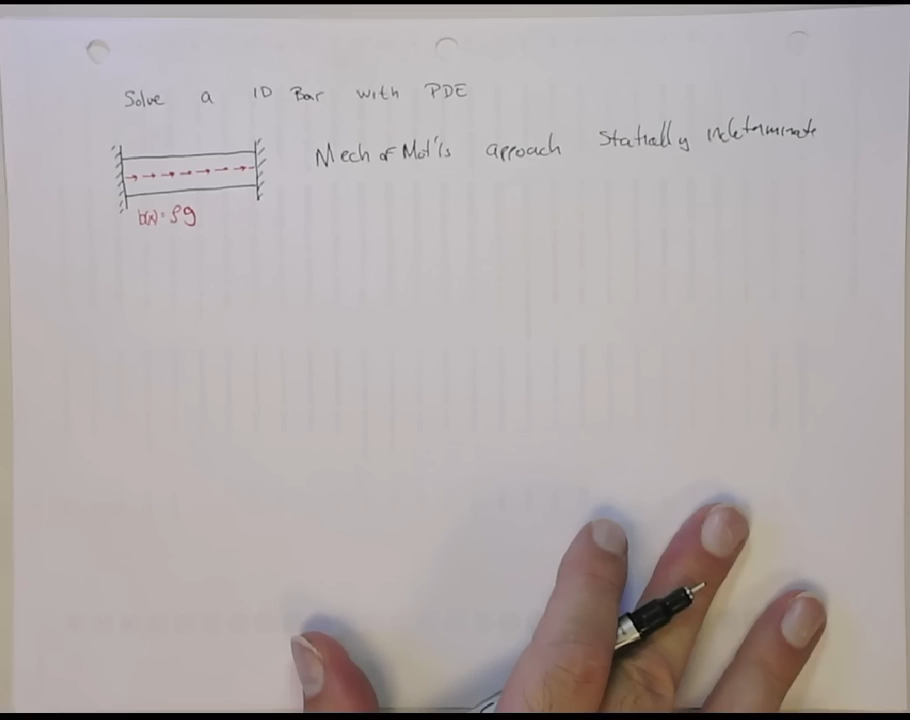 Solve a 1D Bar with PDE
Mech of Mat'ls approach Statically indeterminate
b(x) = ρg